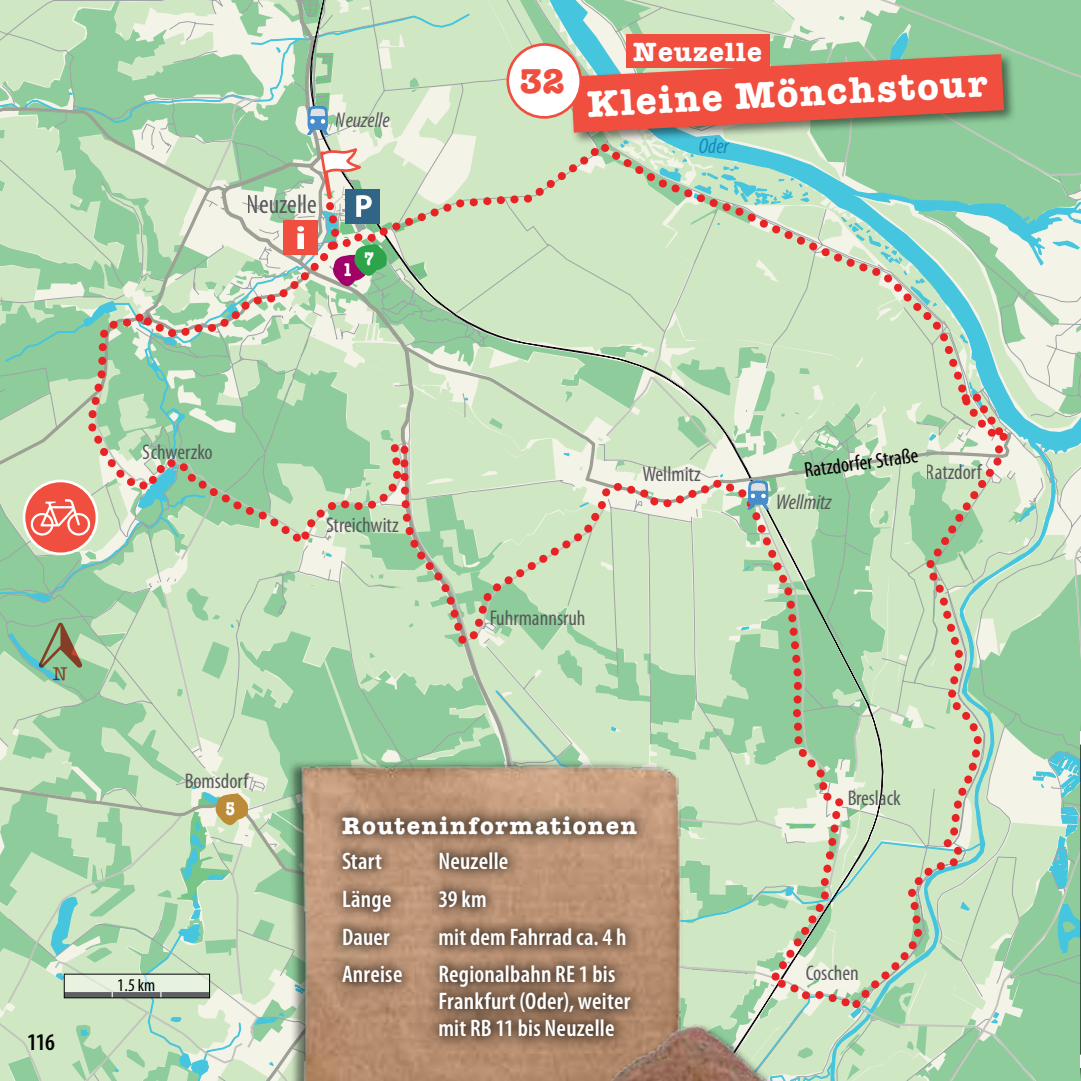 32
Neuzelle
Kleine Mönchstour
Neuzelle
Oder
Neuzelle
P
i
1
7
Schwerzko
Wellmitz
Ratzdorfer Straße
Ratzdorf
Wellmitz
Streichwitz
Fuhrmannsruh
N
Bomsdorf
5
Breslack
Coschen
Routeninformationen
Start Neuzelle
Länge 39 km
Dauer mit dem Fahrrad ca. 4 h
Anreise Regionalbahn RE 1 bis
Frankfurt (Oder), weiter
mit RB 11 bis Neuzelle
1.5 km
116